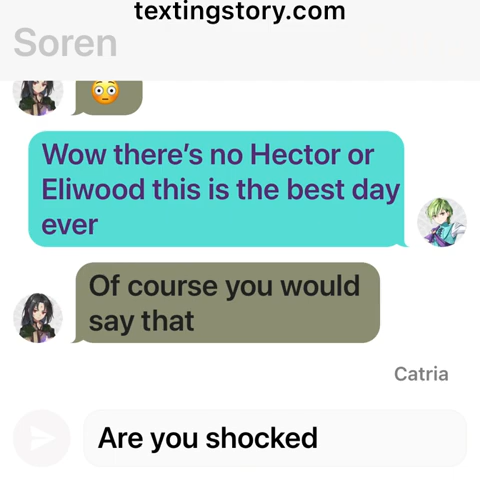 textingstory.com
Soren
😳
Wow there's no Hector or
Eliwood this is the best day
ever
Of course you would
say that
Catria
Are you shocked